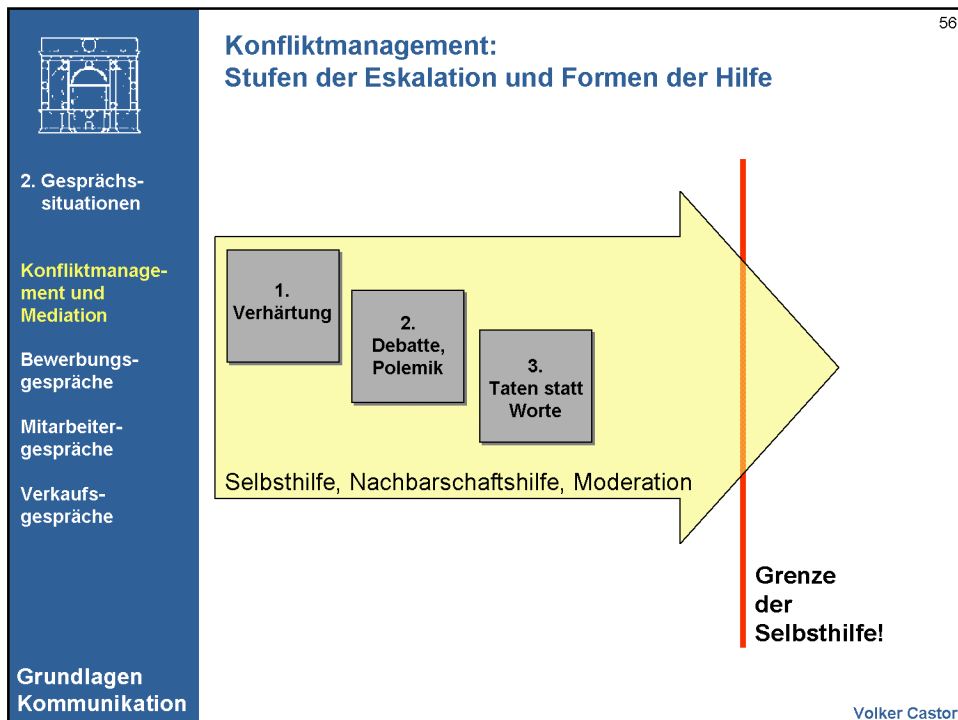 56
Konfliktmanagement:
Stufen der Eskalation und Formen der Hilfe
2. Gesprächs-
situationen
Konfliktmanage-
ment und
Mediation
Bewerbungs-
gespräche
Mitarbeiter-
gespräche
Verkaufs-
gespräche
Grundlagen
Kommunikation
1.
Verhärtung
2.
Debatte,
Polemik
3.
Taten statt
Worte
Selbsthilfe, Nachbarschaftshilfe, Moderation
Grenze
der
Selbsthilfe!
Volker Castor